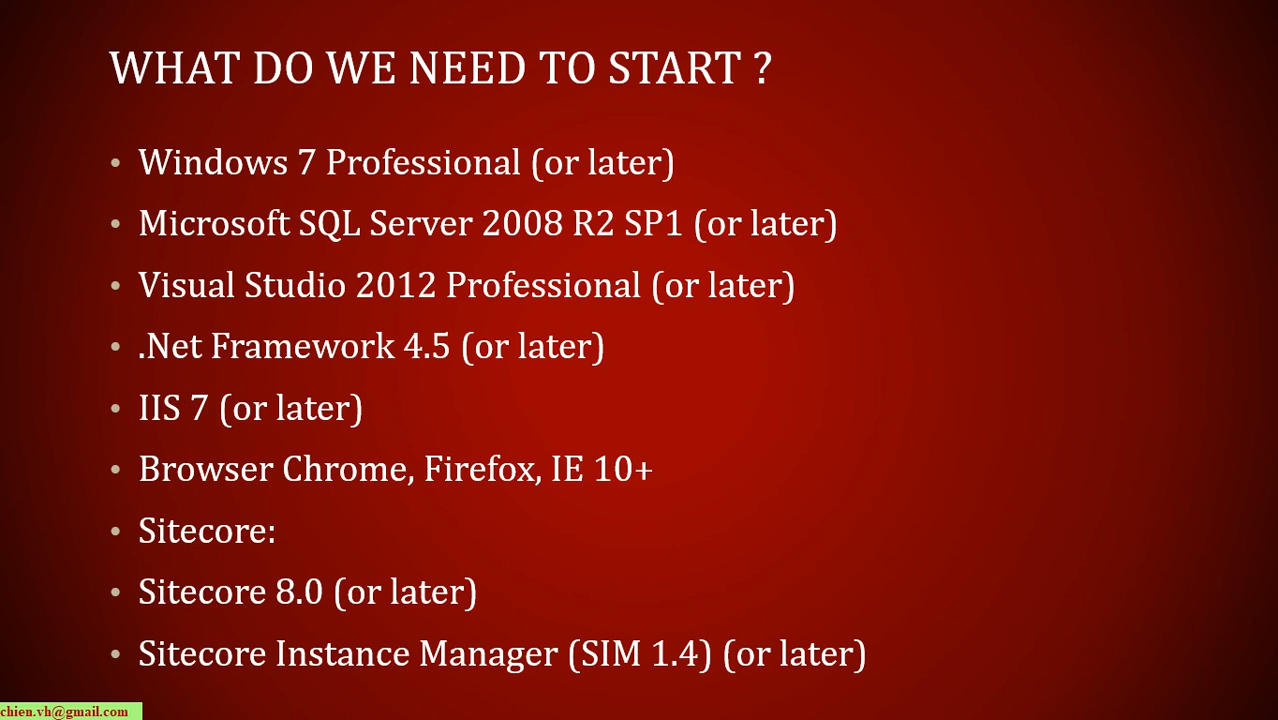 WHAT DO WE NEED TO START ?
• Windows 7 Professional (or later)
• Microsoft SQL Server 2008 R2 SP1 (or later)
• Visual Studio 2012 Professional (or later)
• .Net Framework 4.5 (or later)
• IIS 7 (or later)
• Browser Chrome, Firefox, IE 10+
• Sitecore:
• Sitecore 8.0 (or later)
• Sitecore Instance Manager (SIM 1.4) (or later)
chien.vh@gmail.com